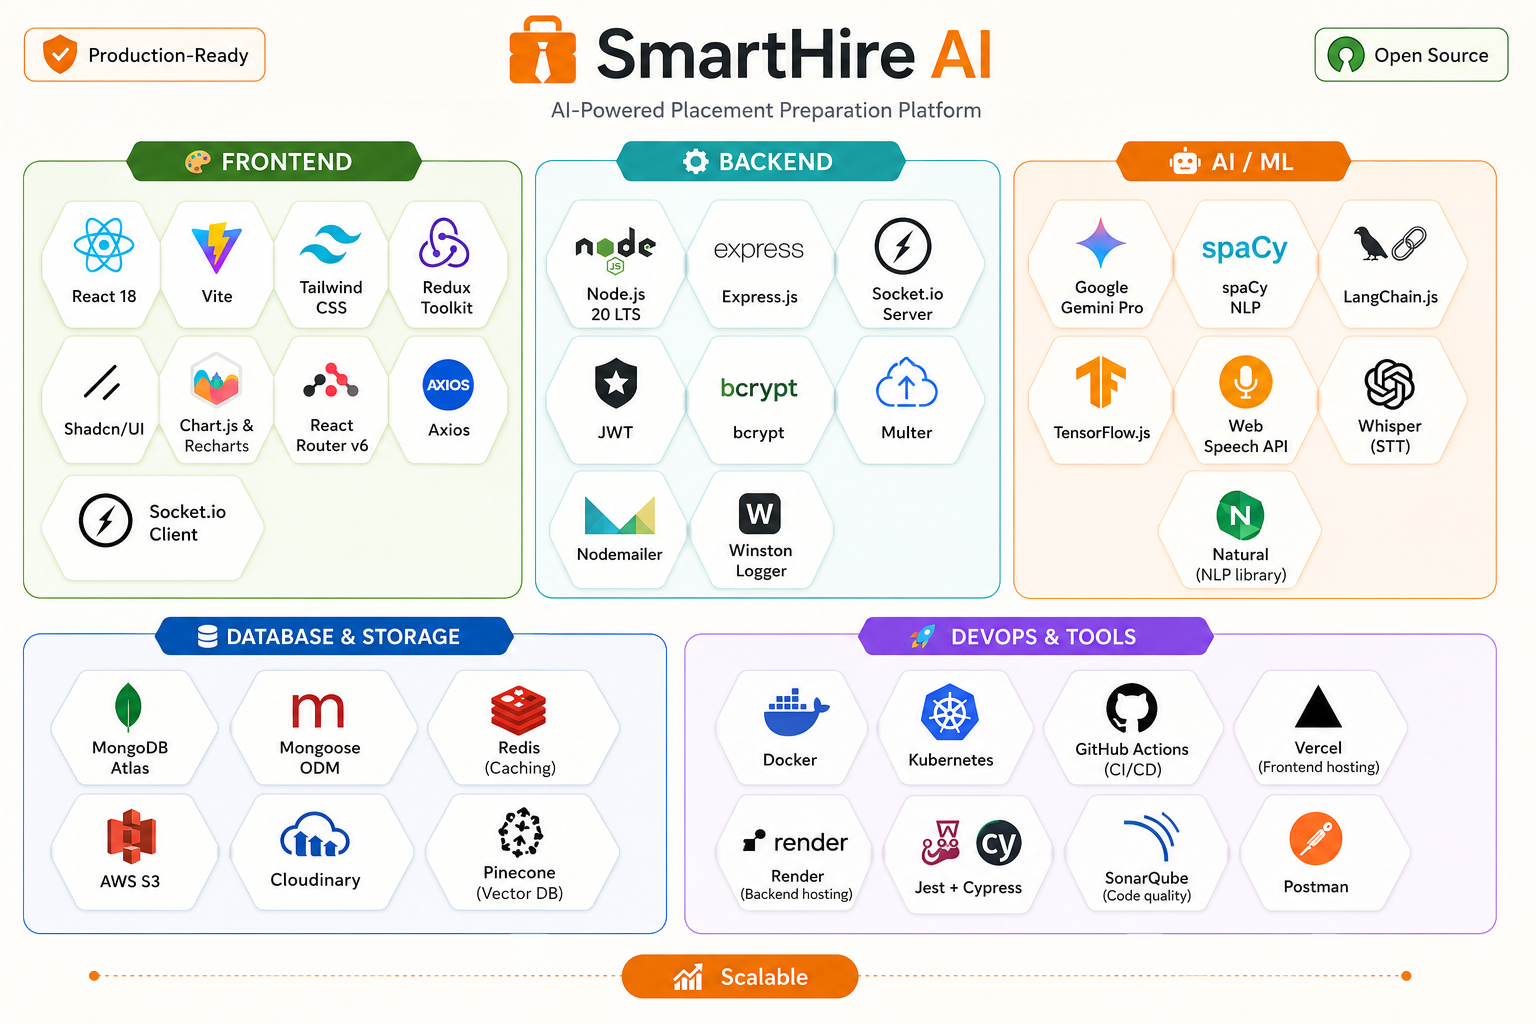 Production-Ready
SmartHire AI
AI-Powered Placement Preparation Platform
Open Source
FRONTEND
React 18
Vite
Tailwind
CSS
Redux
Toolkit
Shadcn/UI
Chart.js &
Recharts
React
Router v6
AXIOS
Axios
Socket.io
Client
BACKEND
node
JS
Node.js
20 LTS
express
Express.js
Socket.io
Server
JWT
bcrypt
bcrypt
Multer
Nodemailer
W
Winston
Logger
AI / ML
Google
Gemini Pro
spaCy
spaCy
NLP
LangChain.js
TensorFlow.js
Web
Speech API
Whisper
(STT)
N
Natural
(NLP library)
DATABASE & STORAGE
MongoDB
Atlas
m
Mongoose
ODM
Redis
(Caching)
AWS S3
Cloudinary
Pinecone
(Vector DB)
DEVOPS & TOOLS
Docker
Kubernetes
GitHub Actions
(CI/CD)
Vercel
(Frontend hosting)
render
Render
(Backend hosting)
cy
Jest + Cypress
SonarQube
(Code quality)
Postman
Scalable